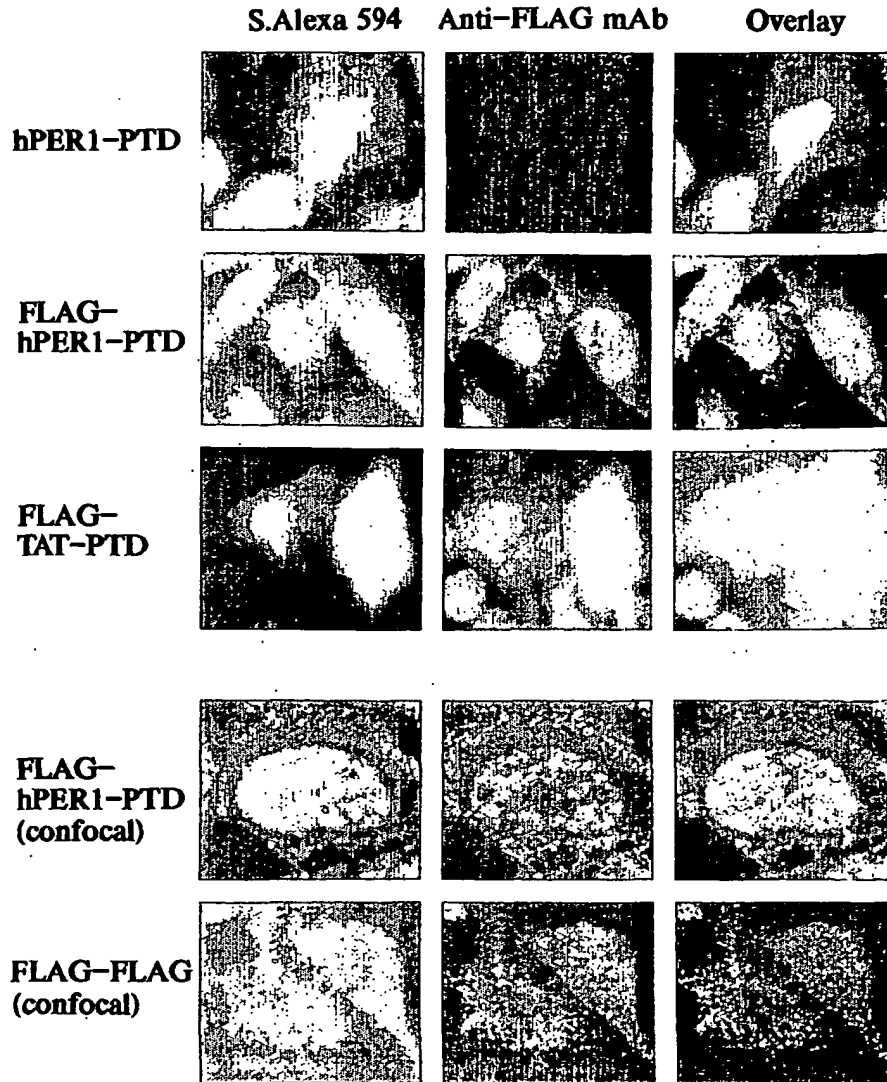 S.Alexa 594 Anti-FLAG mAb Overlay
hPER1-PTD
FLAG-
hPER1-PTD
FLAG-
TAT-PTD
FLAG-
hPER1-PTD
(confocal)
FLAG-FLAG
(confocal)